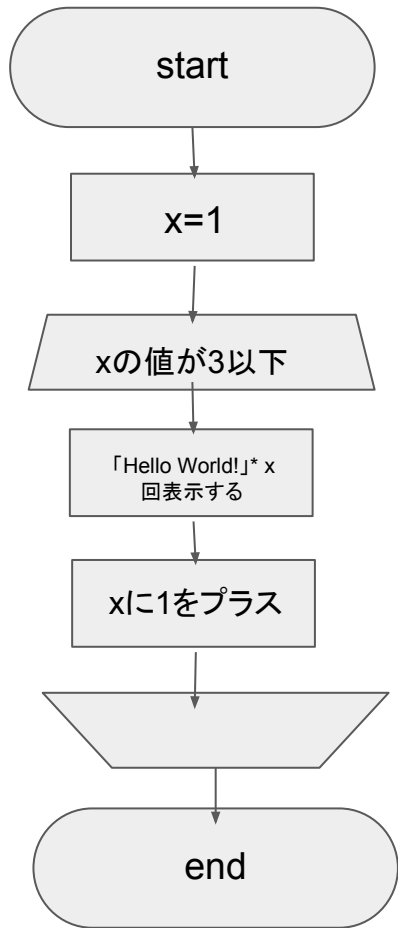 start
x=1
xの値が3以下
「Hello World!」* x
回表示する
xに1をプラス
end